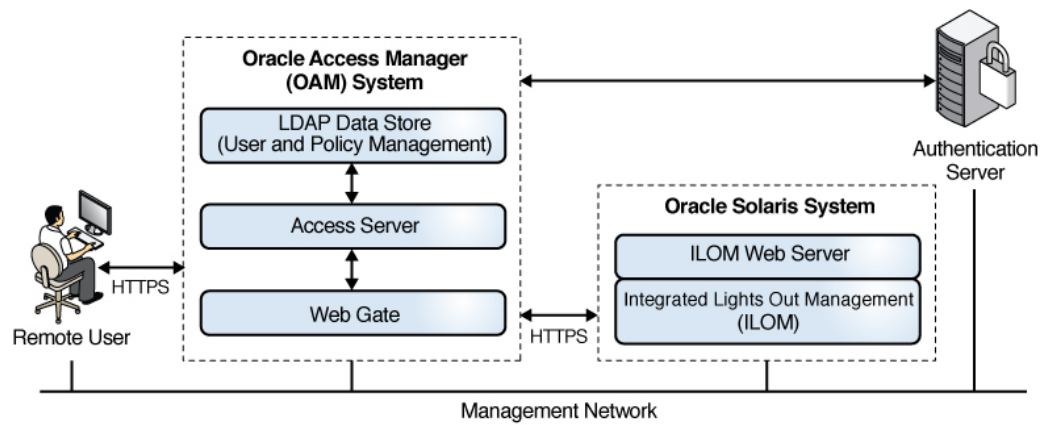 Oracle Access Manager
(OAM) System
LDAP Data Store
(User and Policy Management)
Access Server
Web Gate
HTTPS
Remote User
HTTPS
Authentication
Server
Oracle Solaris System
ILOM Web Server
Integrated Lights Out Management
(ILOM)
Management Network